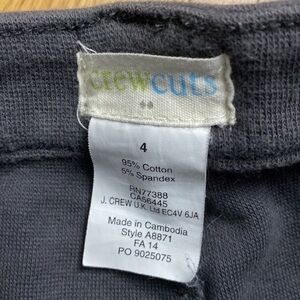 crewcuts
4
95% Cotton
5% Spandex
RN77388
CA56445
J. CREW U.K. Ltd EC4V 6JA
Made in Cambodia
Style A8871
FA 14
PO 9025075